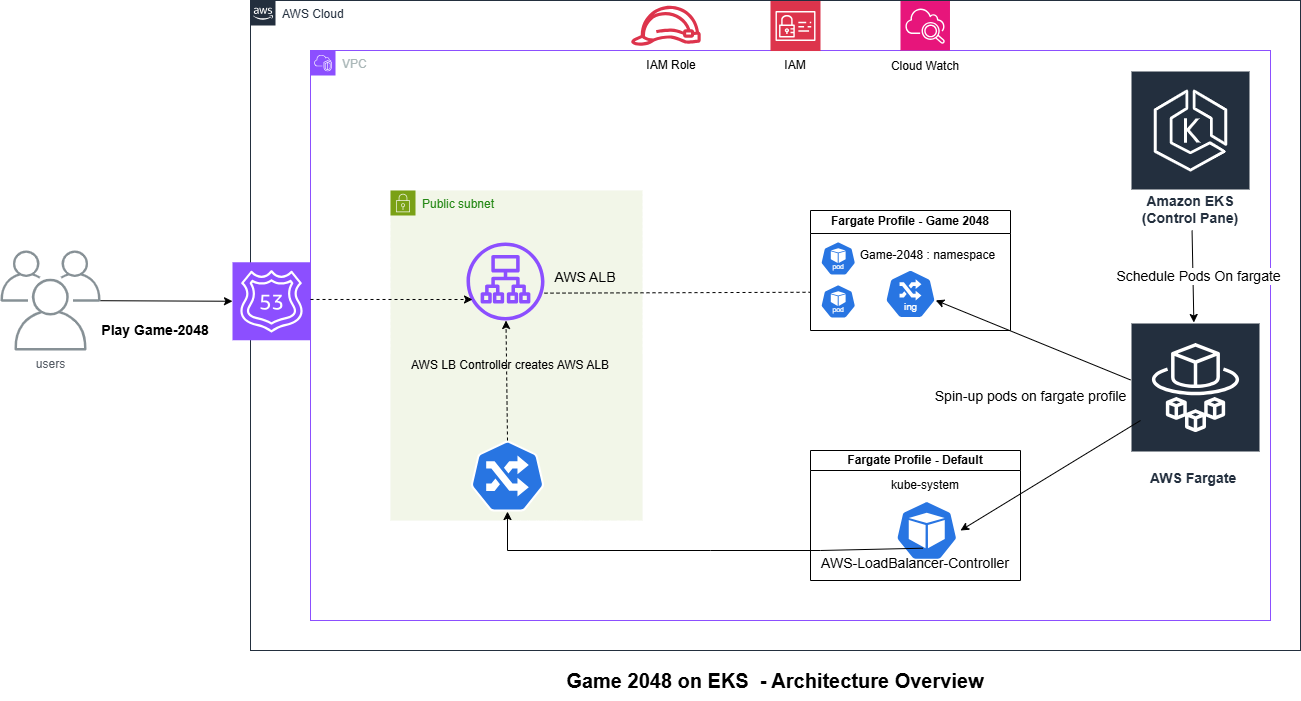 aws
AWS Cloud
IAM Role
IAM
Cloud Watch
VPC
Amazon EKS
(Control Pane)
Public subnet
Fargate Profile - Game 2048
pod
Game-2048 : namespace
pod
ing
AWS ALB
Schedule Pods On fargate
53
Play Game-2048
users
AWS LB Controller creates AWS ALB
Spin-up pods on fargate profile
Fargate Profile - Default
kube-system
AWS-LoadBalancer-Controller
K
AWS Fargate
Game 2048 on EKS  - Architecture Overview